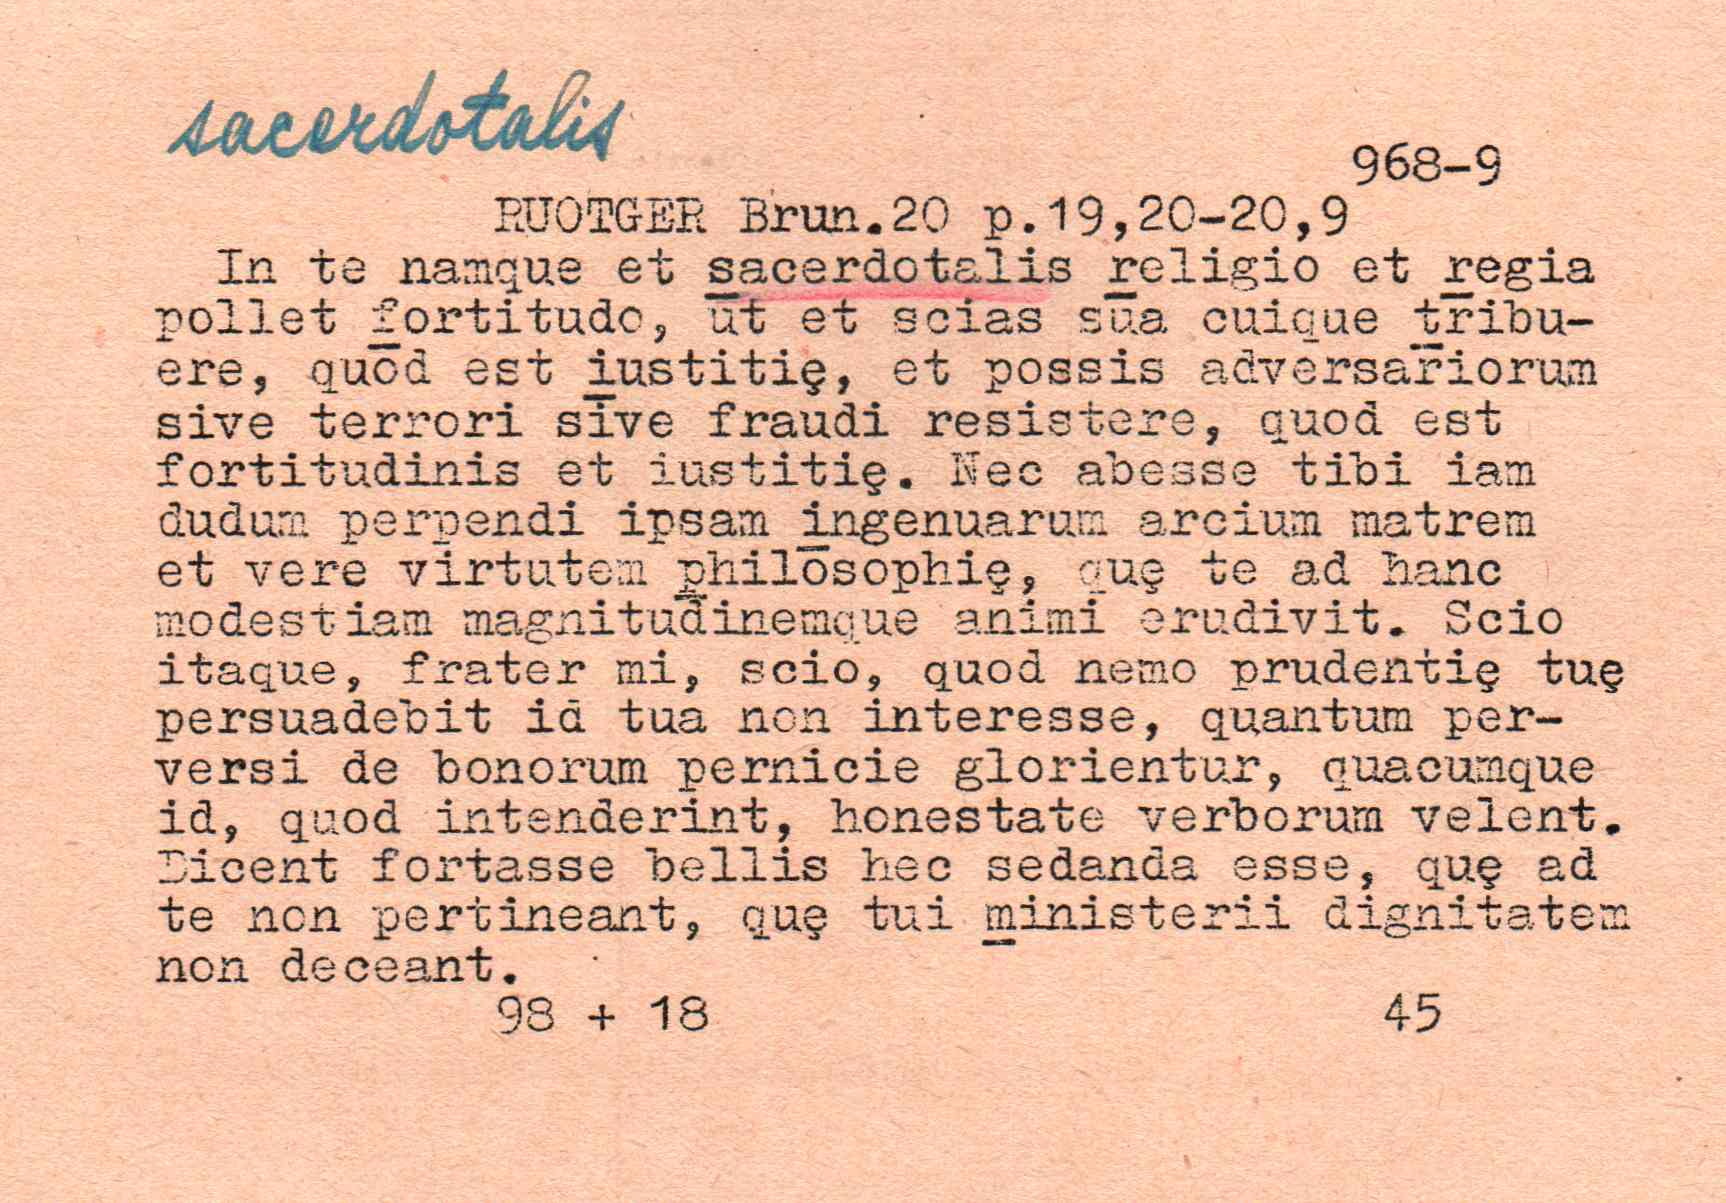 sacerdotalis
968-9
RUOTGER Brun.20 p.19,20-20,9
In te namque et sacerdotalis religio et regia
pollet fortitudo, ut et scias sua cuique tribu-
ere, quod est iustitię, et possis adversariorum
sive terrori sive fraudi resistere, quod est
fortitudinis et iustitię. Nec abesse tibi iam
dudum perpendi ipsam ingenuarum arcium matrem
et vere virtutem philosophię, quę te ad hanc
modestiam magnitudinemque animi erudivit. Scio
itaque, frater mi, scio, quod nemo prudentię tuę
persuadebit id tua non interesse, quantum per-
versi de bonorum pernicie glorientur, quacumque
id, quod intenderint, honestate verborum velent.
Dicent fortasse bellis hec sedanda esse, quę ad
te non pertineant, quę tui ministerii dignitatem
non deceant.
98 + 18 45